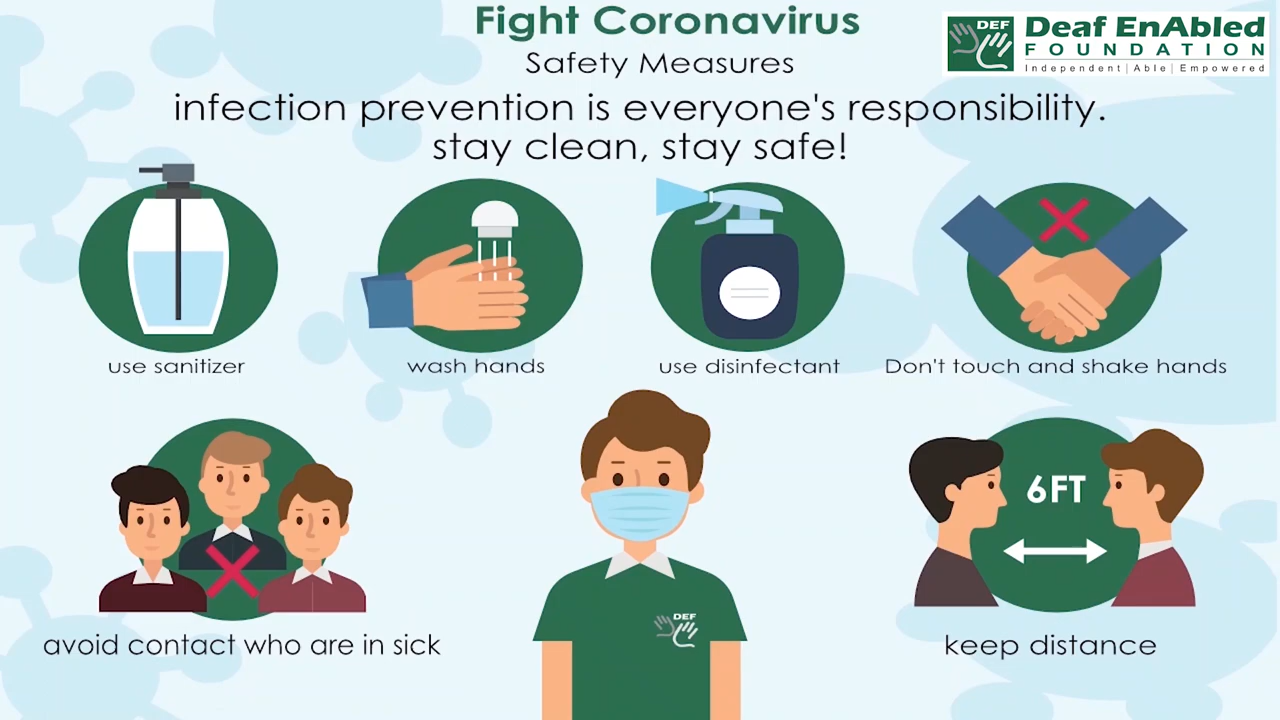 Fight Coronavirus
Safety Measures
DEF
Deaf EnAbled
FOUNDATION
Independent | Able | Empowered
infection prevention is everyone's responsibility.
stay clean, stay safe!
use sanitizer
wash hands
use disinfectant
Don't touch and shake hands
6FT
DEF
avoid contact who are in sick
keep distance